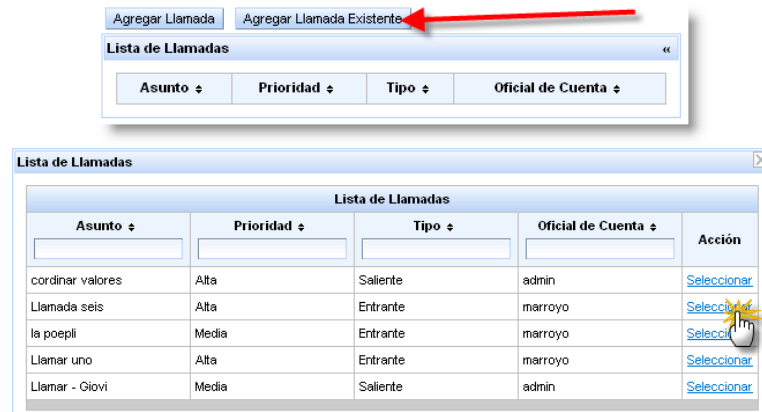 Agregar Llamada Agregar Llamada Existente
Lista de Llamadas «
Asunto Prioridad Tipo Oficial de Cuenta
Lista de Llamadas
Lista de Llamadas
Asunto Prioridad Tipo Oficial de Cuenta Acción
cordinar valores Alta Saliente admin Seleccionar
Llamada seis Alta Entrante marroyo Seleccionar
la poepli Media Entrante marroyo
Llamar uno Alta Entrante marroyo Seleccionar
Llamar - Giovi Media Saliente admin Seleccionar